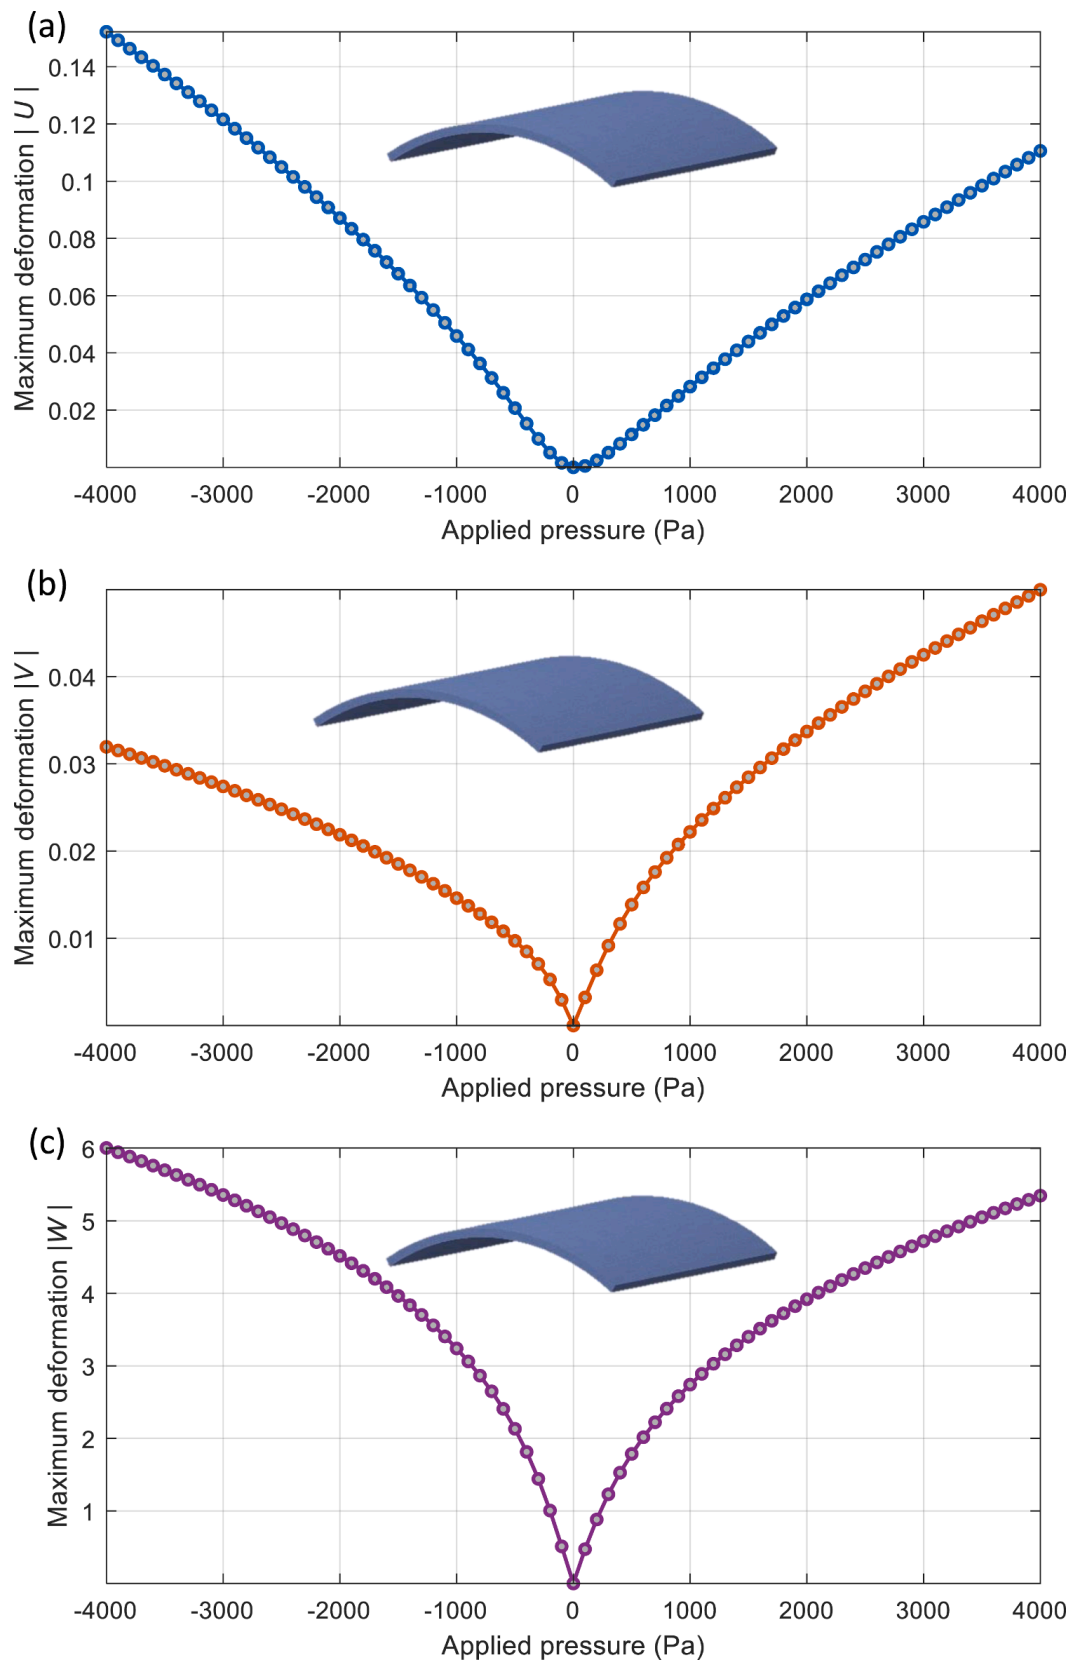 (a)
Maximum deformation | U |
0.14
0.12
0.1
0.08
0.06
0.04
0.02
-4000 -3000 -2000 -1000 0 1000 2000 3000 4000
Applied pressure (Pa)
(b)
Maximum deformation |V|
0.04
0.03
0.02
0.01
-4000 -3000 -2000 -1000 0 1000 2000 3000 4000
Applied pressure (Pa)
(c)
Maximum deformation |W|
6
5
4
3
2
1
-4000 -3000 -2000 -1000 0 1000 2000 3000 4000
Applied pressure (Pa)